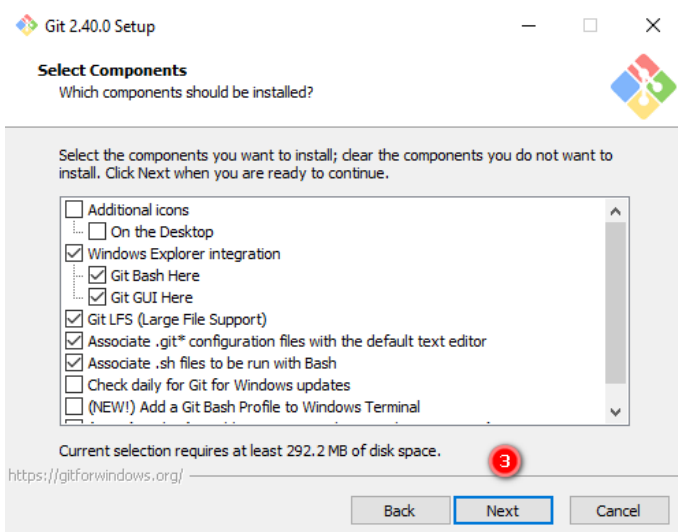 Git 2.40.0 Setup
Select Components
Which components should be installed?
Select the components you want to install; clear the components you do not want to
install. Click Next when you are ready to continue.
Additional icons
On the Desktop
Windows Explorer integration
Git Bash Here
Git GUI Here
Git LFS (Large File Support)
Associate .git* configuration files with the default text editor
Associate .sh files to be run with Bash
Check daily for Git for Windows updates
(NEW!) Add a Git Bash Profile to Windows Terminal
Current selection requires at least 292.2 MB of disk space.
3
https://gitforwindows.org/
Back Next Cancel